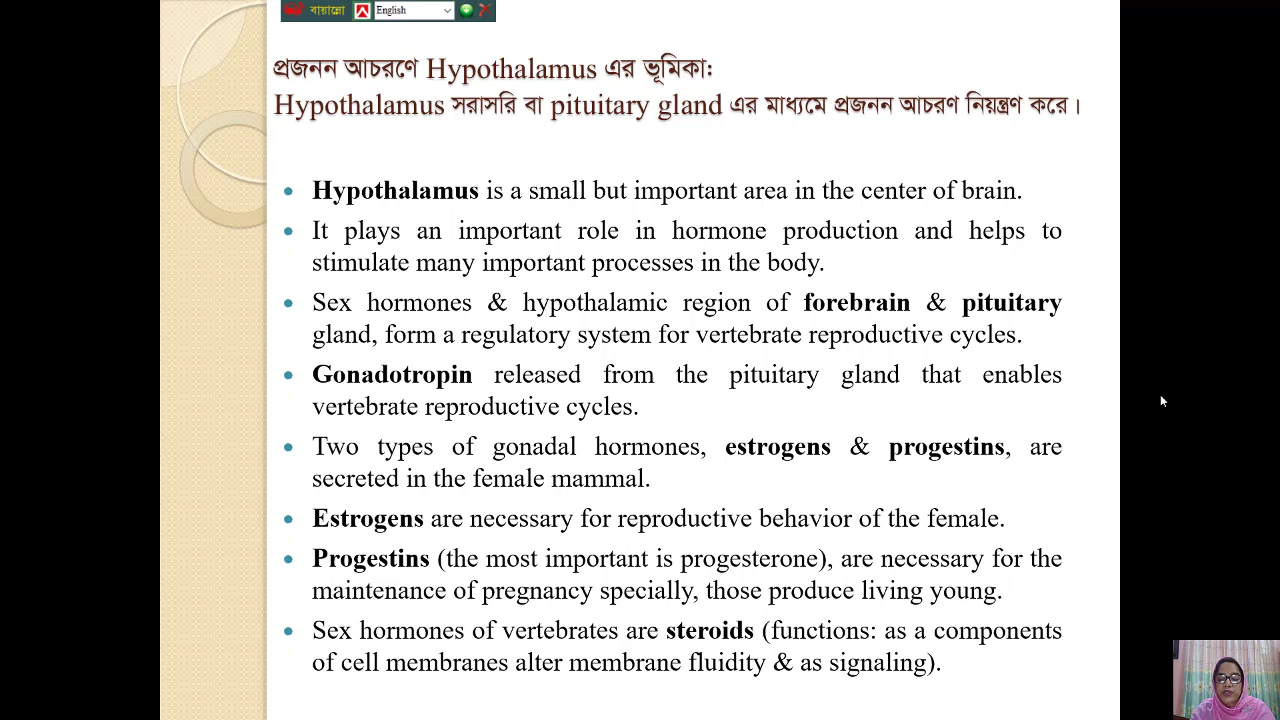 বায়ান্নো English
প্রজনন আচরণে Hypothalamus এর ভূমিকা:
Hypothalamus সরাসরি বা pituitary gland এর মাধ্যমে প্রজনন আচরণ নিয়ন্ত্রণ করে।
Hypothalamus is a small but important area in the center of brain.
It plays an important role in hormone production and helps to
stimulate many important processes in the body.
Sex hormones & hypothalamic region of forebrain & pituitary
gland, form a regulatory system for vertebrate reproductive cycles.
Gonadotropin released from the pituitary gland that enables
vertebrate reproductive cycles.
Two types of gonadal hormones, estrogens & progestins, are
secreted in the female mammal.
Estrogens are necessary for reproductive behavior of the female.
Progestins (the most important is progesterone), are necessary for the
maintenance of pregnancy specially, those produce living young.
Sex hormones of vertebrates are steroids (functions: as a components
of cell membranes alter membrane fluidity & as signaling).